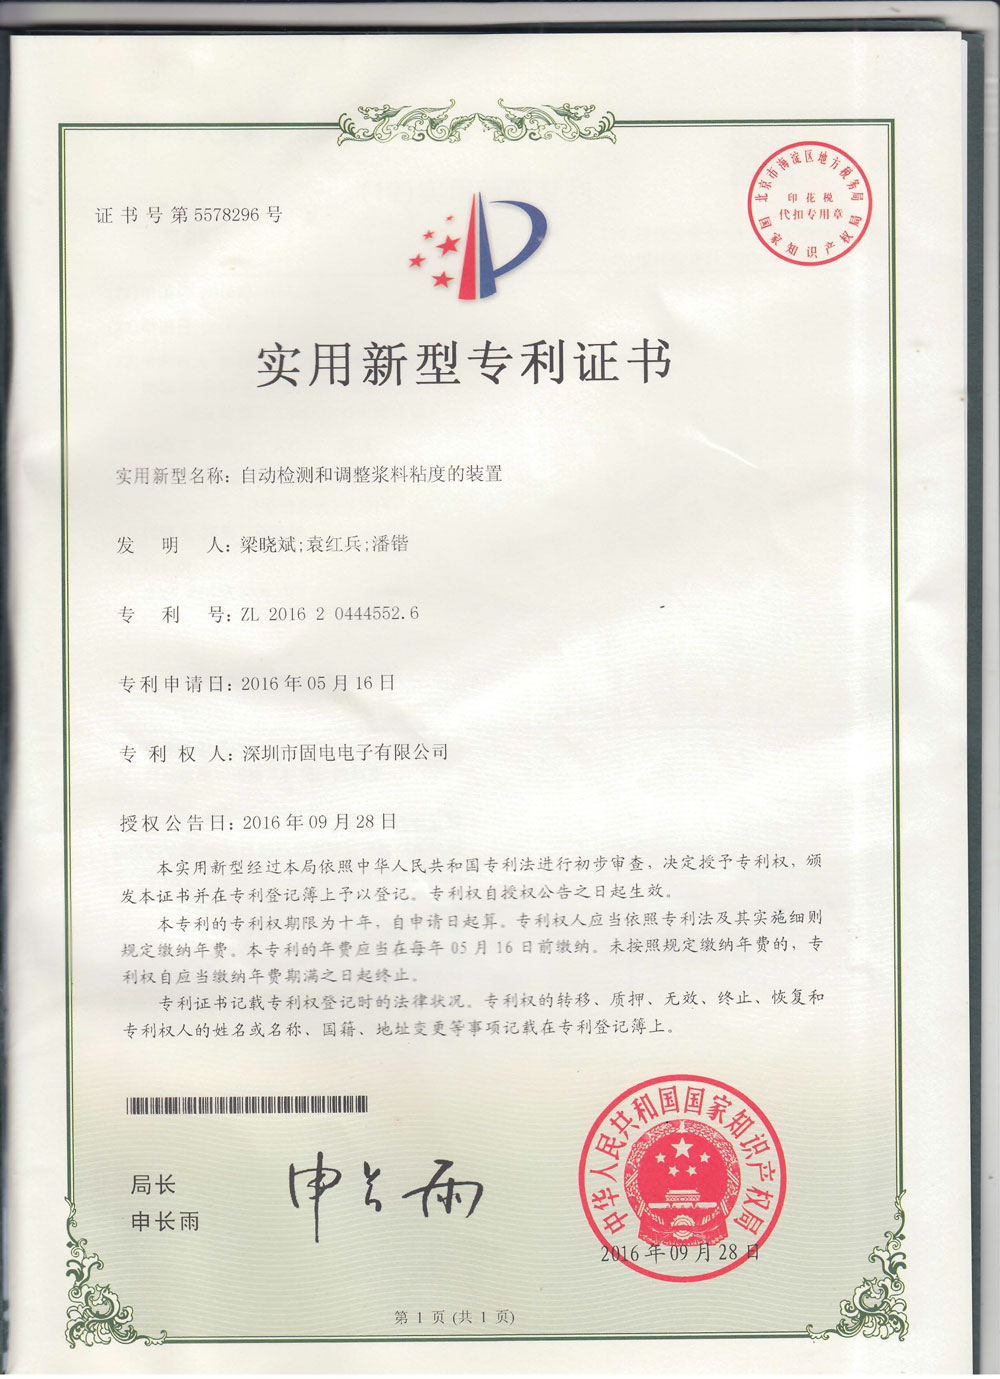 证书号第5578296号
北京市海淀区地方税务局
印花税
代扣专用章
国家知识产权局
实用新型专利证书
实用新型名称：自动检测和调整浆料粘度的装置
发明人：梁晓斌;袁红兵;潘锴
专利号：ZL 2016 2 0444552.6
专利申请日：2016年05月16日
专利权人：深圳市固电电子有限公司
授权公告日：2016年09月28日
本实用新型经过本局依照中华人民共和国专利法进行初步审查，决定授予专利权，颁
发本证书并在专利登记簿上予以登记。专利权自授权公告之日起生效。
本专利的专利权期限为十年，自申请日起算。专利权人应当依照专利法及其实施细则
规定缴纳年费。本专利的年费应当在每年05月16日前缴纳。未按照规定缴纳年费的，专
利权自应当缴纳年费期满之日起终止。
专利证书记载专利权登记时的法律状况。专利权的转移、质押、无效、终止、恢复和
专利权人的姓名或名称、国籍、地址变更等事项记载在专利登记簿上。
局长
申长雨
申长雨
中华人民共和国国家知识产权局
2016年09月28日
第1页(共1页)